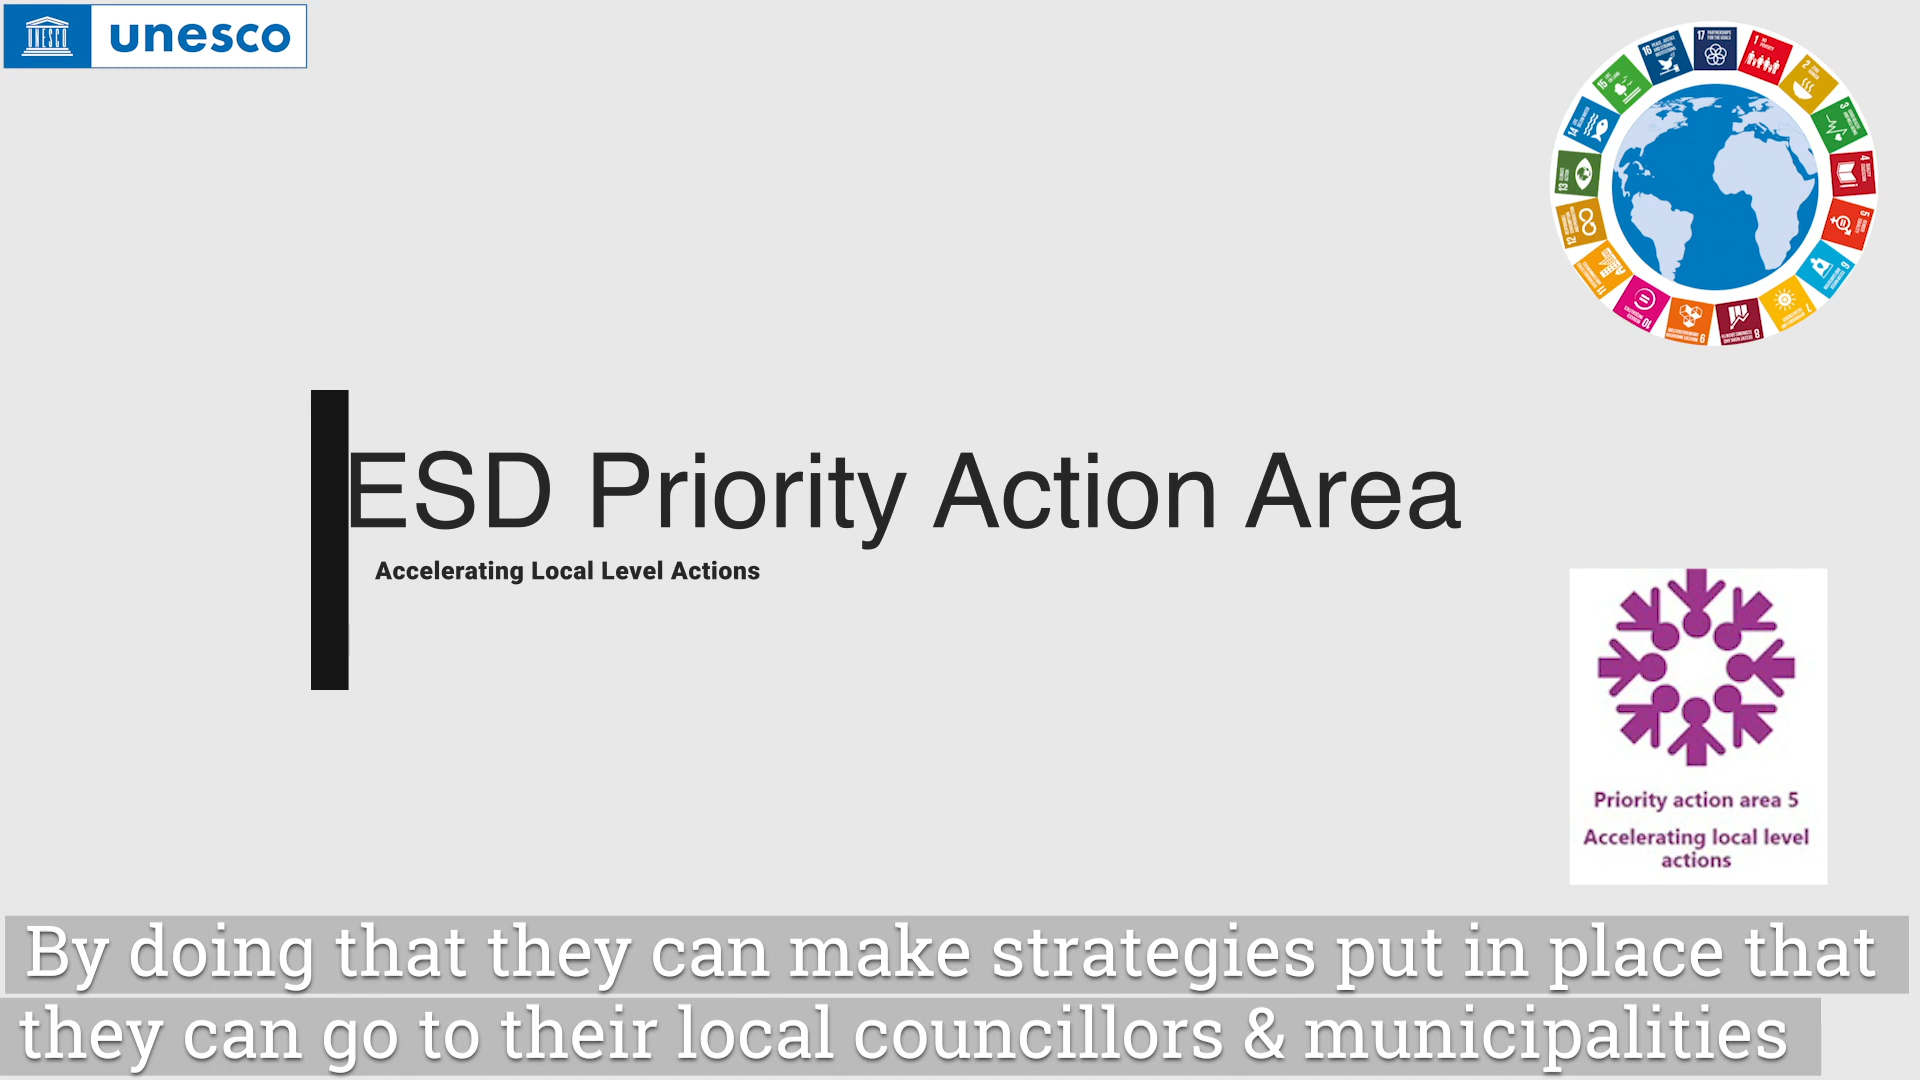 UNESCO
unesco
ESD Priority Action Area
Accelerating Local Level Actions
Priority action area 5
Accelerating local level
actions
By doing that they can make strategies put in place that
they can go to their local councillors & municipalities